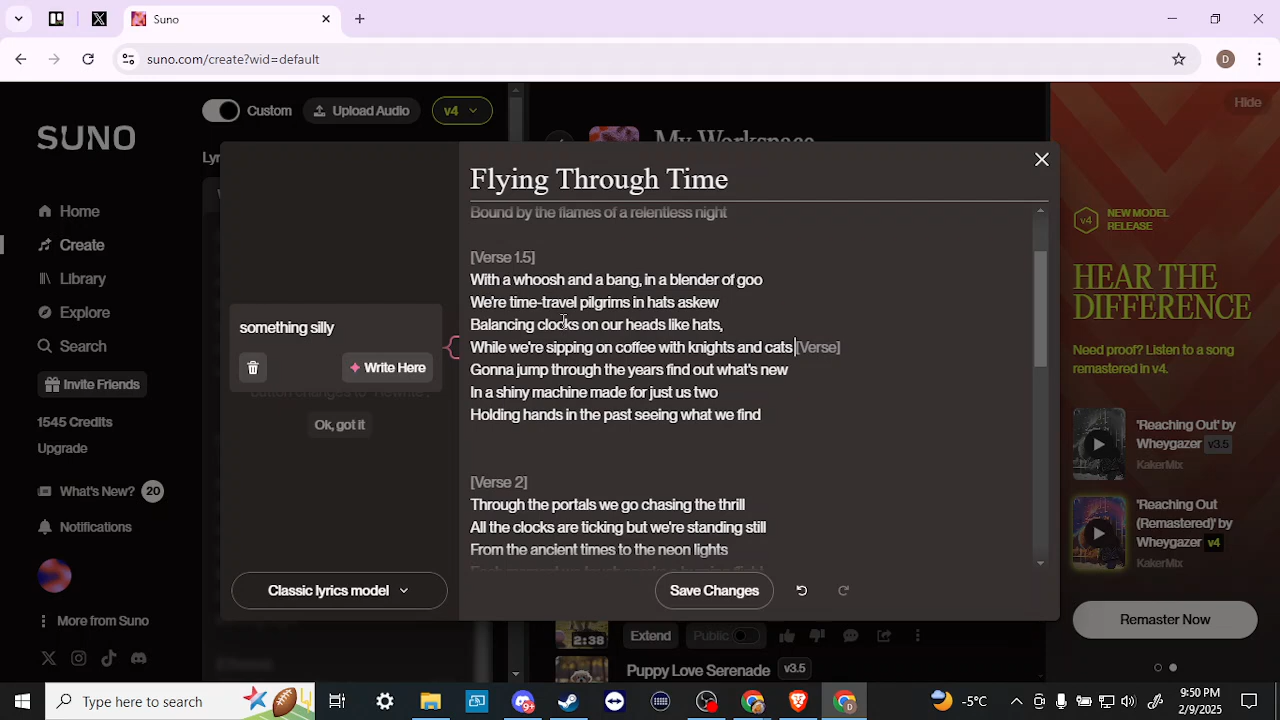 Suno
suno.com/create?wid=default
D
SUNO
Home
Create
Library
Explore
Search
Invite Friends
1545 Credits
Upgrade
What's New? 20
Notifications
More from Suno
Custom
Upload Audio
v4
My Workspace
Flying Through Time
Bound by the flames of a relentless night
[Verse 1.5]
With a whoosh and a bang, in a blender of goo
We're time-travel pilgrims in hats askew
Balancing clocks on our heads like hats,
While we're sipping on coffee with knights and cats [Verse]
Gonna jump through the years find out what's new
In a shiny machine made for just us two
Holding hands in the past seeing what we find
[Verse 2]
Through the portals we go chasing the thrill
All the clocks are ticking but we're standing still
From the ancient times to the neon lights
something silly
Write Here
button changes to "Rewrite".
Ok, got it
Classic lyrics model
Save Changes
2:38
Extend
Public
Puppy Love Serenade v3.5
Hide
NEW MODEL
RELEASE
v4
HEAR THE
DIFFERENCE
Need proof? Listen to a song
remastered in v4.
'Reaching Out' by
Wheygazer v3.5
KakerMix
'Reaching Out
(Remastered)' by
Wheygazer v4
KakerMix
Remaster Now
Type here to search
-5°C
9:50 PM
2/9/2025